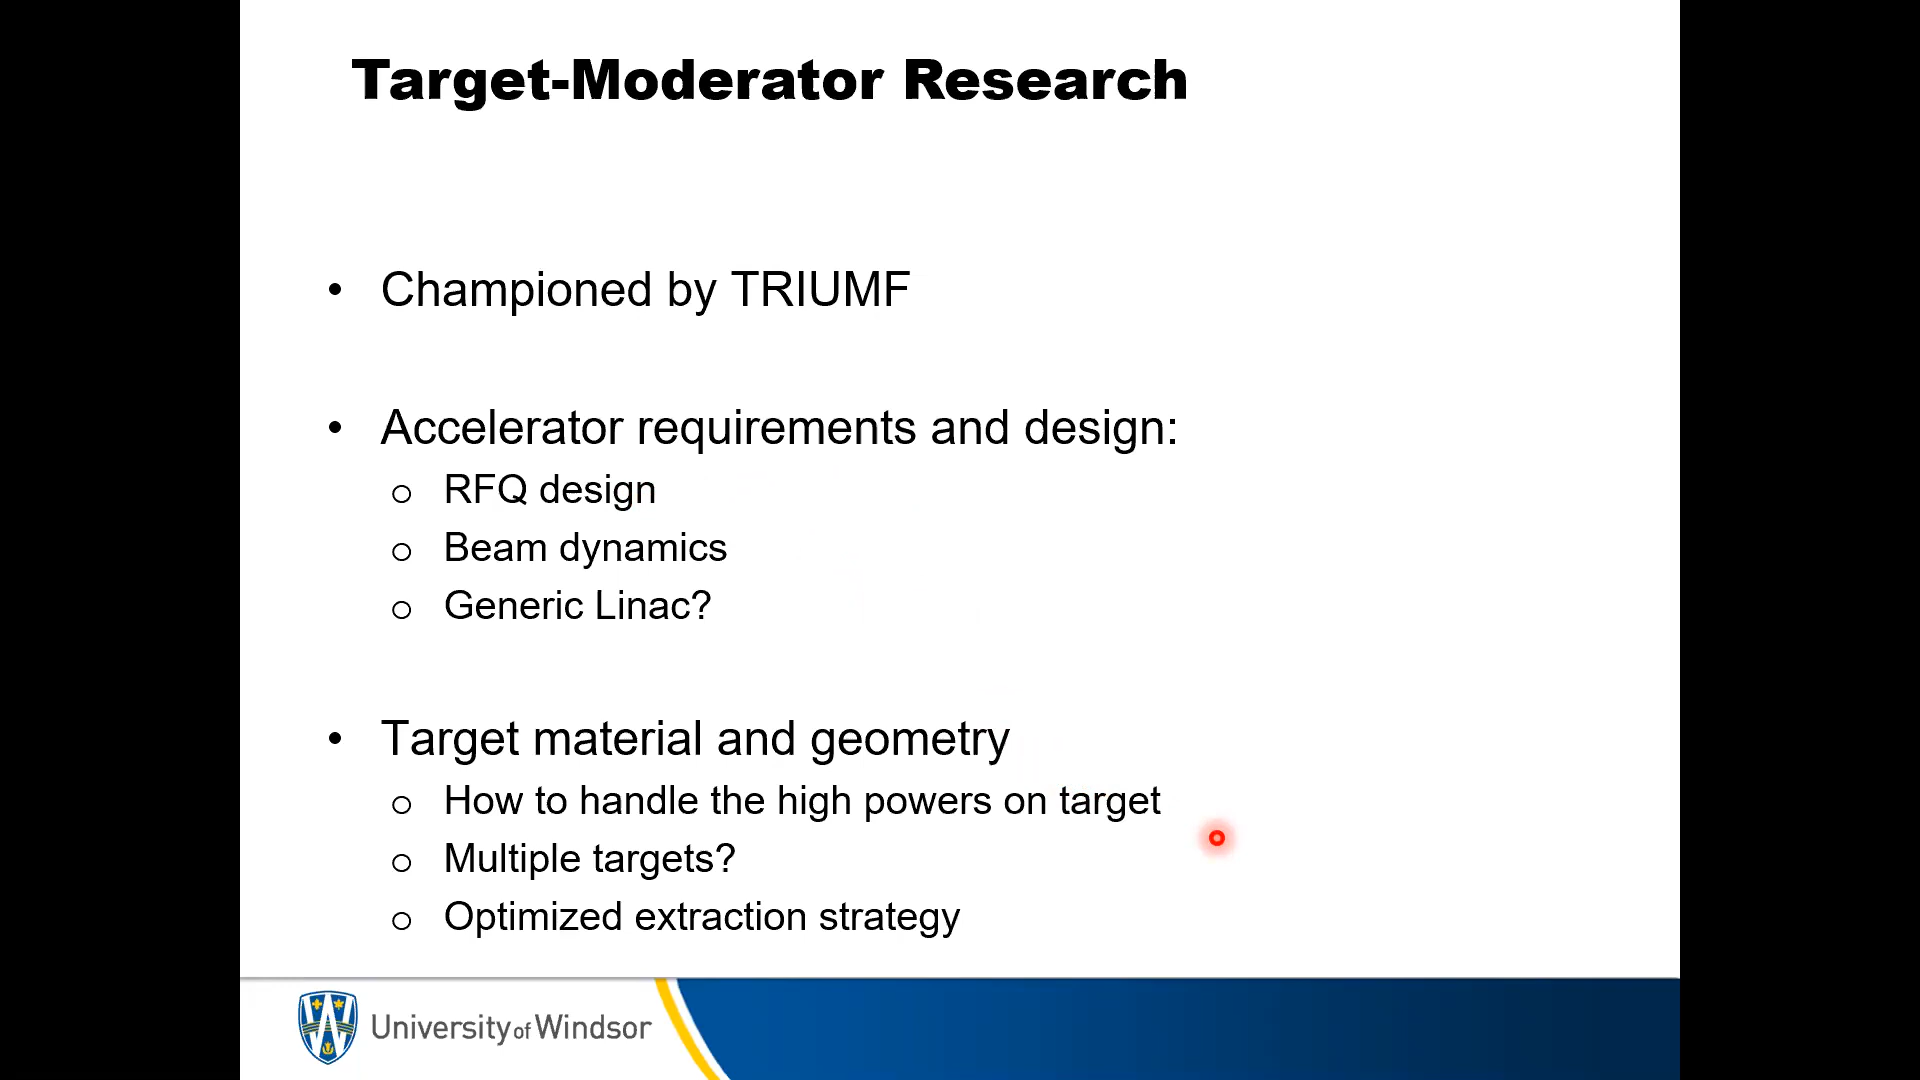 Target-Moderator Research
• Championed by TRIUMF
• Accelerator requirements and design:
o RFQ design
o Beam dynamics
o Generic Linac?
• Target material and geometry
o How to handle the high powers on target
o Multiple targets?
o Optimized extraction strategy
University of Windsor